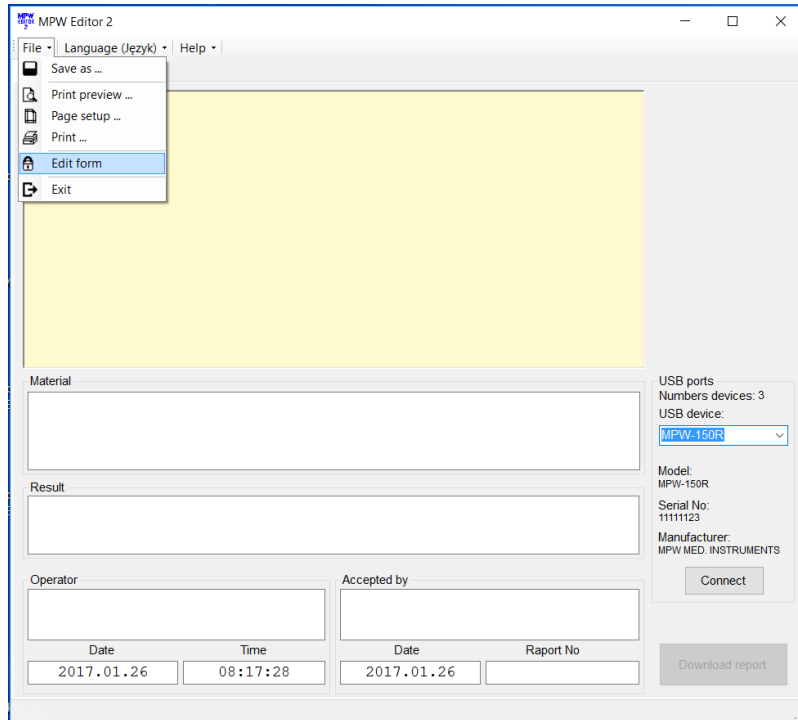 MPW EDITOR 2
MPW Editor 2
File Language (Język) Help
Save as ...
Print preview ...
Page setup ...
Print ...
Edit form
Exit
Material
Result
Operator
Accepted by
Date Time Date Raport No
2017.01.26 08:17:28 2017.01.26
USB ports
Numbers devices: 3
USB device:
MPW-150R
Model:
MPW-150R
Serial No:
11111123
Manufacturer:
MPW MED. INSTRUMENTS
Connect
Download report